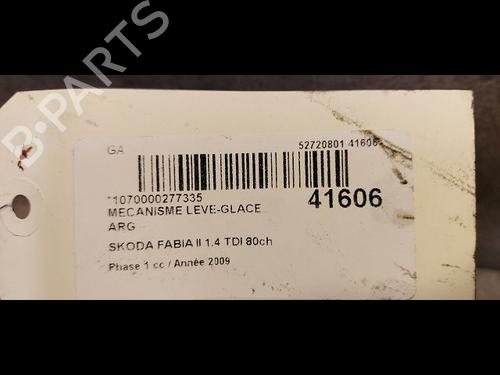 GA
52720801 41606
*1070000277335
41606
MECANISME LEVE-GLACE
ARG
SKODA FABIA II 1.4 TDI 80ch
Phase 1 cc / Année 2009
B-PARTS